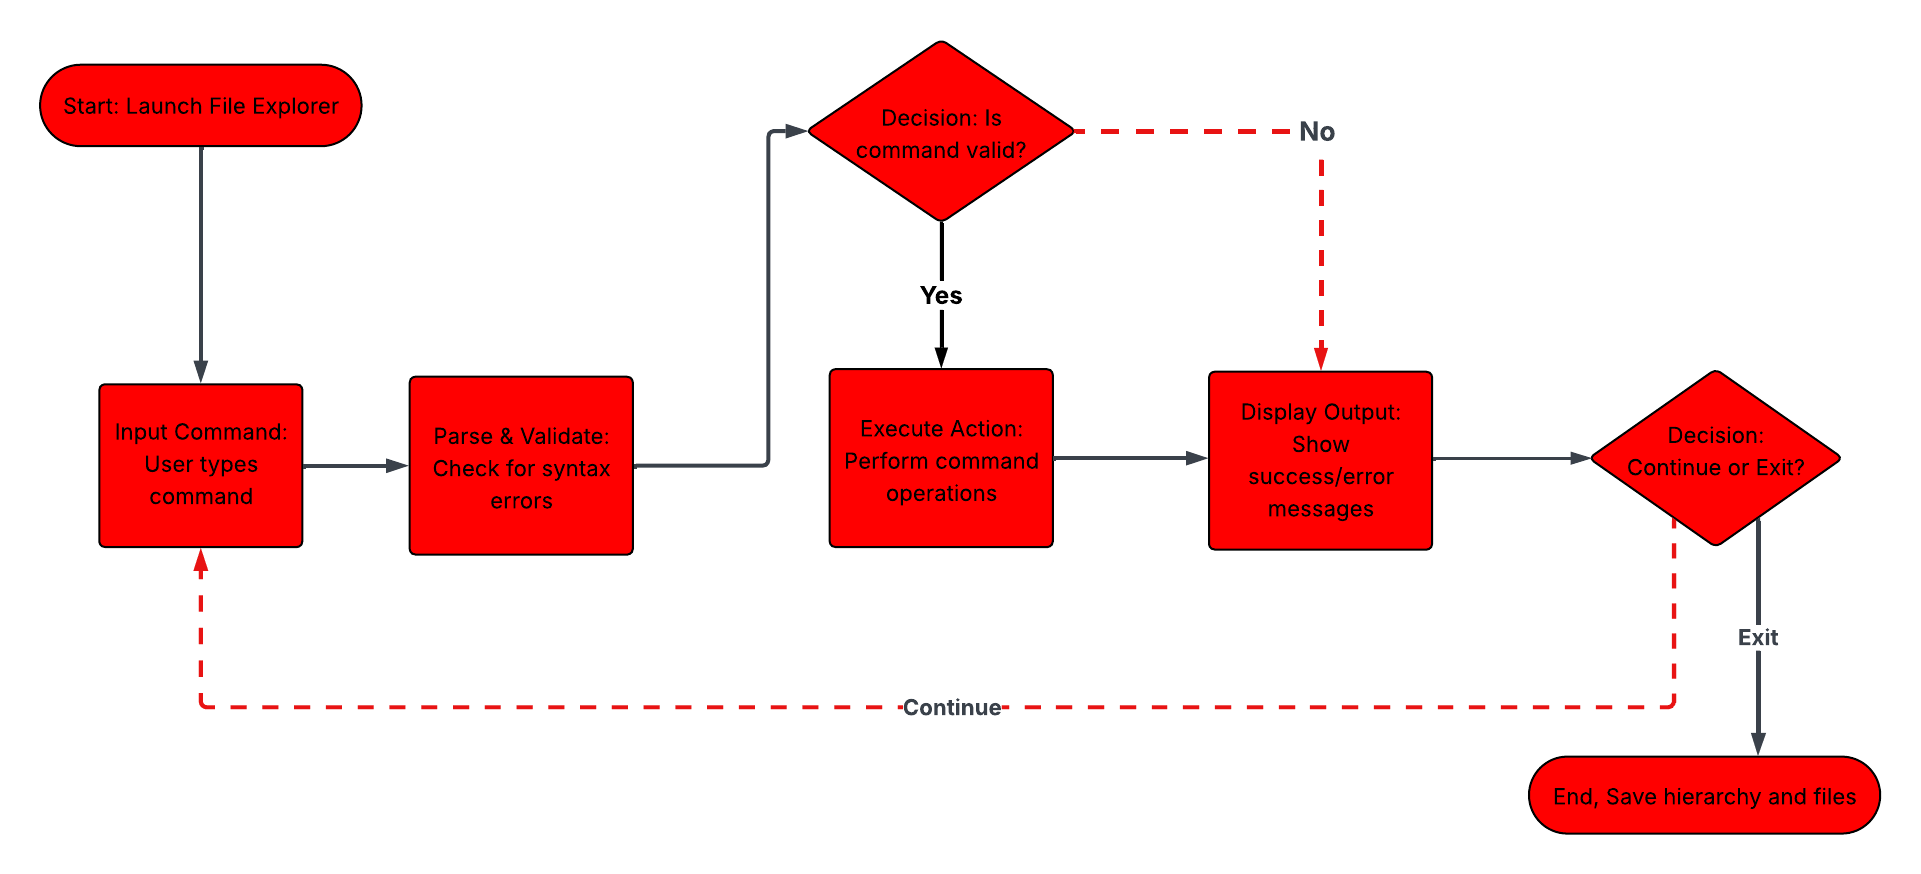 Start: Launch File Explorer
Decision: Is
command valid?
No
Yes
Input Command:
User types
command
Parse & Validate:
Check for syntax
errors
Execute Action:
Perform command
operations
Display Output:
Show
success/error
messages
Decision:
Continue or Exit?
Exit
Continue
End, Save hierarchy and files